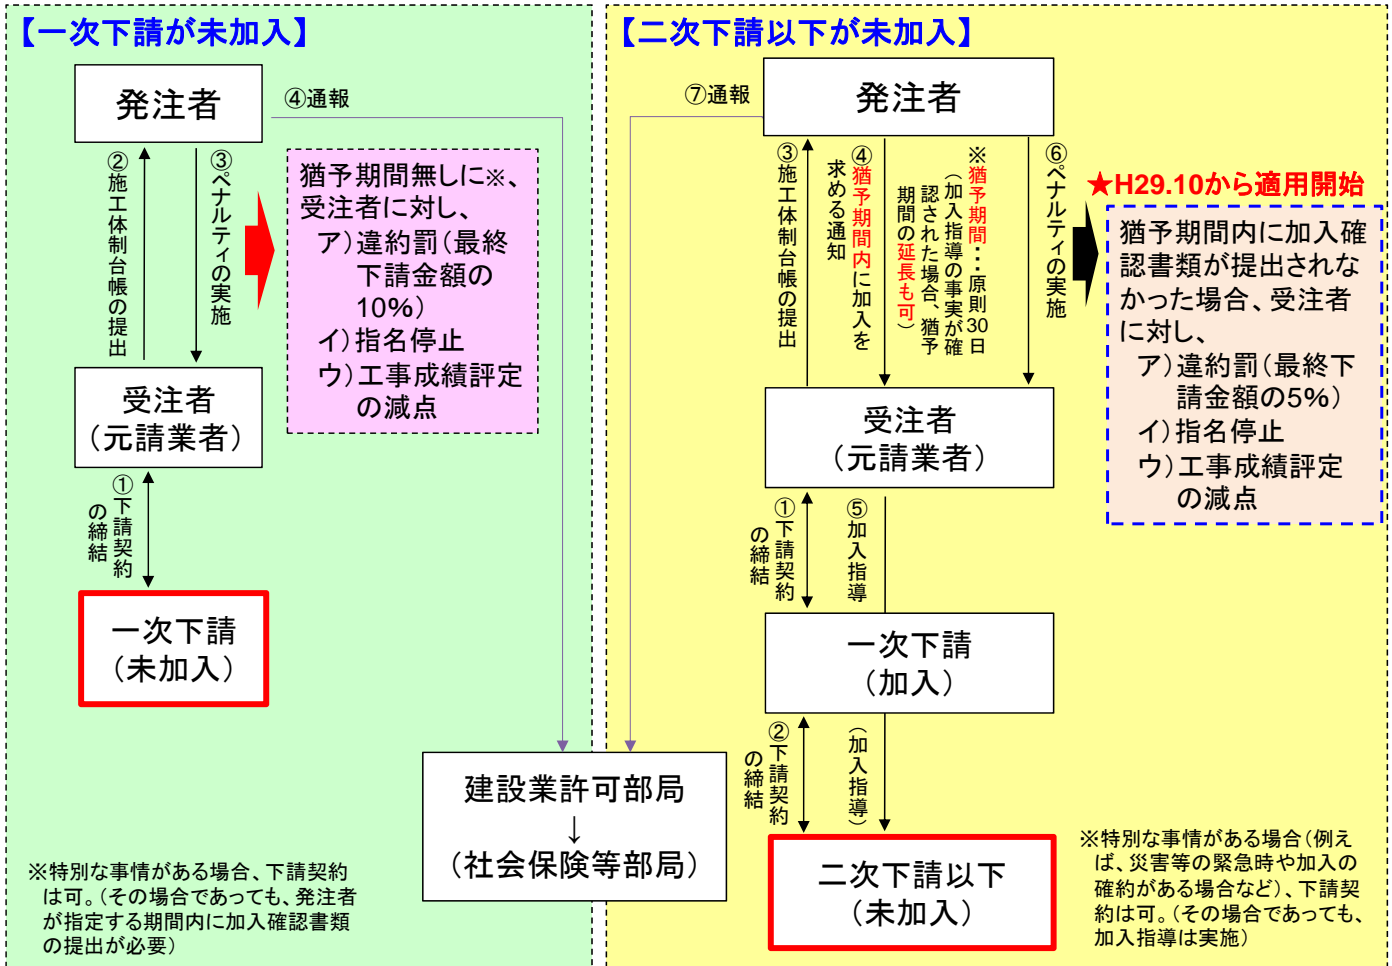 【一次下請が未加入】
発注者
④通報
②施工体制台帳の提出
③ペナルティの実施
猶予期間無しに※、
受注者に対し、
ア）違約罰（最終
下請金額の
10%）
イ）指名停止
ウ）工事成績評定
の減点
受注者
（元請業者）
①下請契約
の締結
一次下請
（未加入）
※特別な事情がある場合、下請契約
は可。（その場合であっても、発注者
が指定する期間内に加入確認書類
の提出が必要）
建設業許可部局
↓
（社会保険等部局）
【二次下請以下が未加入】
⑦通報
発注者
③施工体制台帳の提出
④猶予期間内に加入を
求める通知
※猶予期間・・・原則30日
（加入指導の事実が確
認された場合、猶予
期間の延長も可）
⑥ペナルティの実施
★H29.10から適用開始
猶予期間内に加入確
認書類が提出されな
かった場合、受注者
に対し、
ア）違約罰（最終下
請金額の5%）
イ）指名停止
ウ）工事成績評定
の減点
受注者
（元請業者）
①下請契約
の締結
⑤加入指導
一次下請
（加入）
②下請契約
の締結
（加入指導）
二次下請以下
（未加入）
※特別な事情がある場合（例え
ば、災害等の緊急時や加入の
確約がある場合など）、下請契
約は可。（その場合であっても、
加入指導は実施）